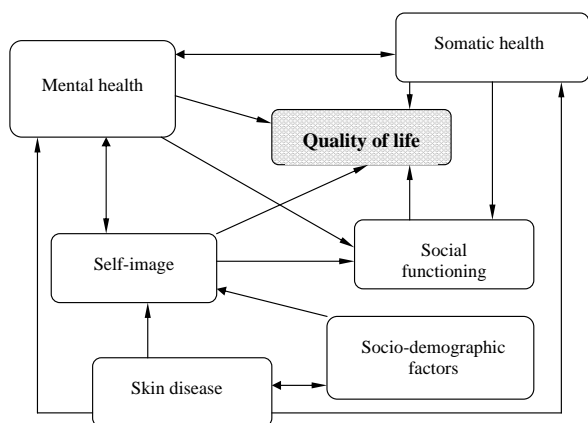 Somatic health
Mental health
Quality of life
Self-image
Social
functioning
Socio-demographic
factors
Skin disease